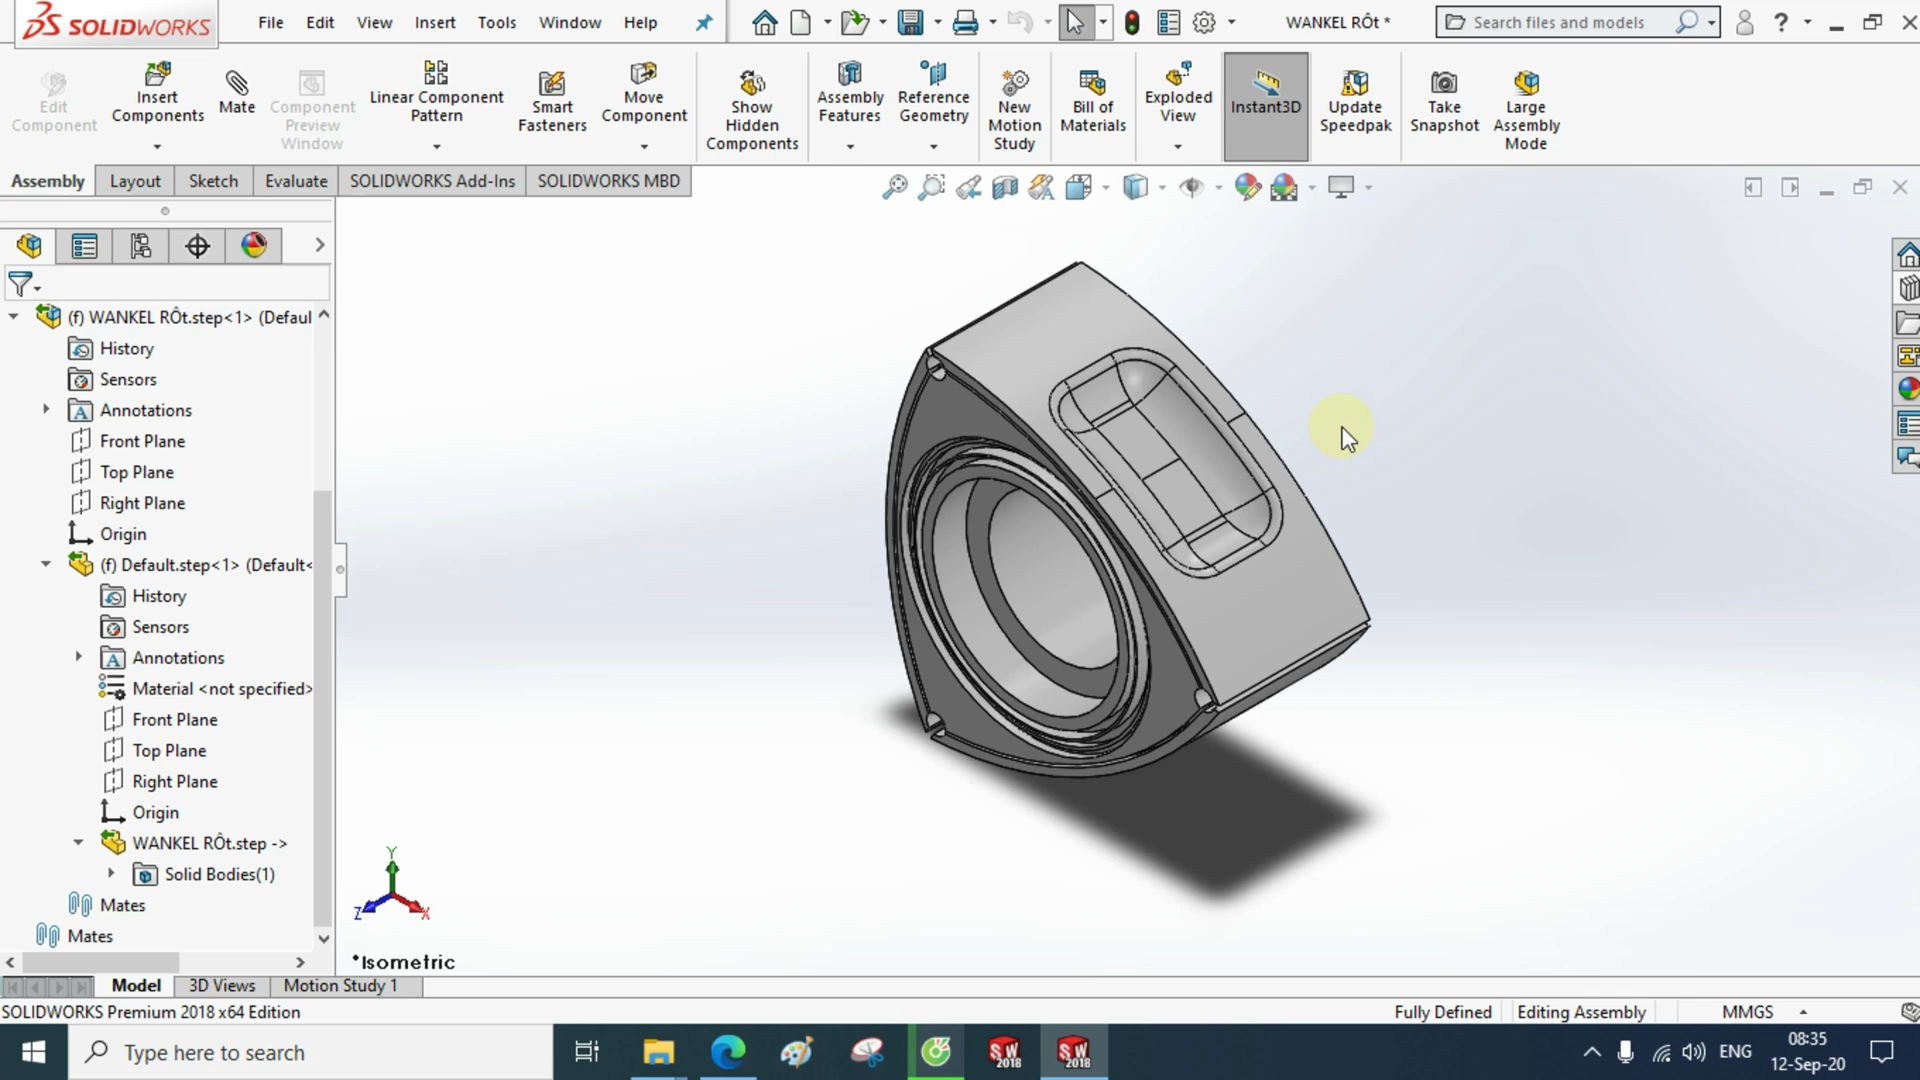 SOLIDWORKS File Edit View Insert Tools Window Help WANKEL RÔt * Search files and models ?
Edit Component
Insert Components
Mate
Component Preview Window
Linear Component Pattern
Smart Fasteners
Move Component
Show Hidden Components
Assembly Features
Reference Geometry
New Motion Study
Bill of Materials
Exploded View
Instant3D
Update Speedpak
Take Snapshot
Large Assembly Mode
Assembly Layout Sketch Evaluate SOLIDWORKS Add-Ins SOLIDWORKS MBD
(f) WANKEL RÔt.step<1> (Defaul
History
Sensors
Annotations
Front Plane
Top Plane
Right Plane
Origin
(f) Default.step<1> (Default<
History
Sensors
Annotations
Material <not specified>
Front Plane
Top Plane
Right Plane
Origin
WANKEL RÔt.step ->
Solid Bodies(1)
Mates
Mates
Y
Z X
*Isometric
Model 3D Views Motion Study 1
SOLIDWORKS Premium 2018 x64 Edition Fully Defined Editing Assembly MMGS
Type here to search SW 2018 SW 2018 ENG 08:35
12-Sep-20